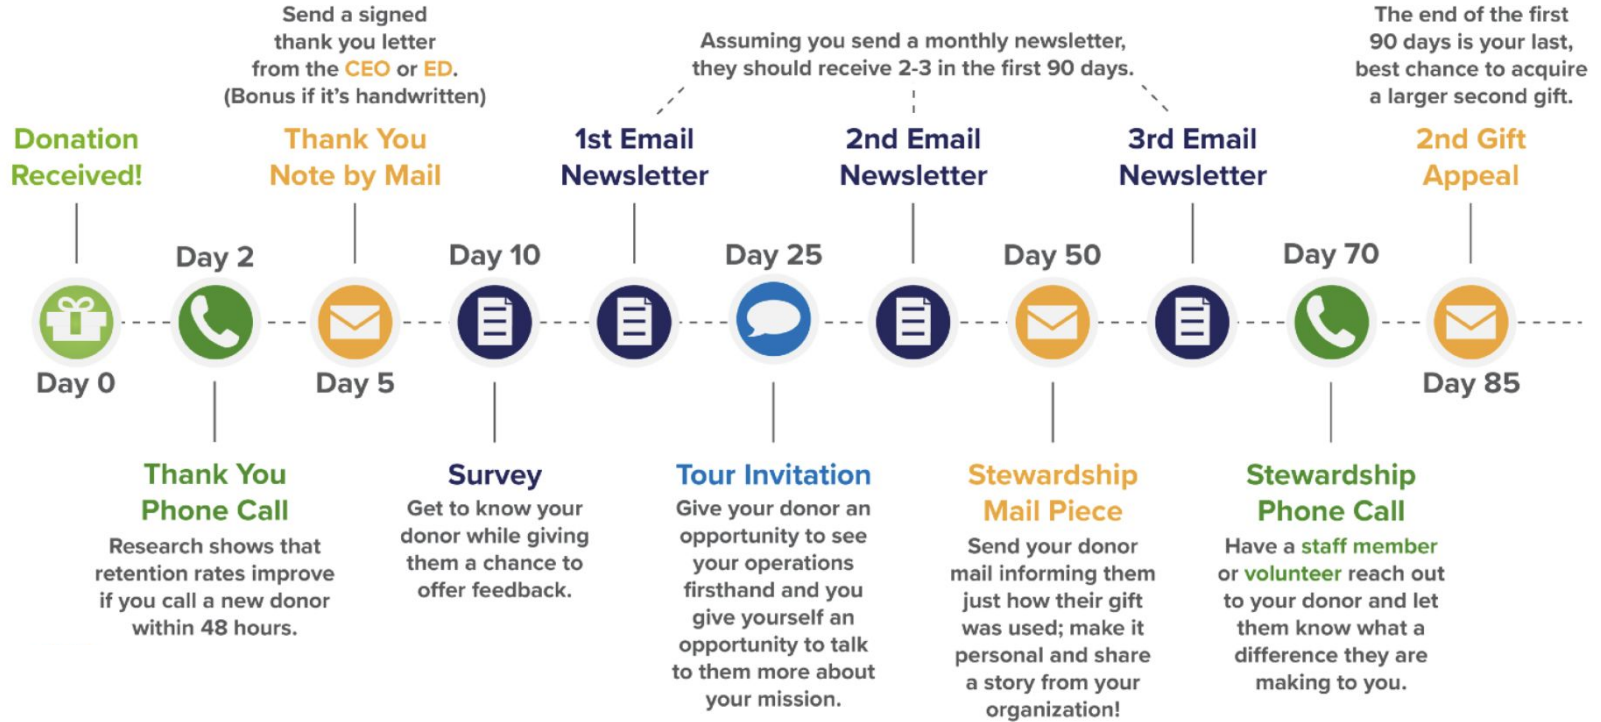 Send a signed
thank you letter
from the CEO or ED.
(Bonus if it's handwritten)
Assuming you send a monthly newsletter,
they should receive 2-3 in the first 90 days.
The end of the first
90 days is your last,
best chance to acquire
a larger second gift.
Donation
Received!
Thank You
Note by Mail
1st Email
Newsletter
2nd Email
Newsletter
3rd Email
Newsletter
2nd Gift
Appeal
Day 2
Day 10
Day 25
Day 50
Day 70
Day 0
Day 5
Day 85
Thank You
Phone Call
Research shows that
retention rates improve
if you call a new donor
within 48 hours.
Survey
Get to know your
donor while giving
them a chance to
offer feedback.
Tour Invitation
Give your donor an
opportunity to see
your operations
firsthand and you
give yourself an
opportunity to talk
to them more about
your mission.
Stewardship
Mail Piece
Send your donor
mail informing them
just how their gift
was used; make it
personal and share
a story from your
organization!
Stewardship
Phone Call
Have a staff member
or volunteer reach out
to your donor and let
them know what a
difference they are
making to you.